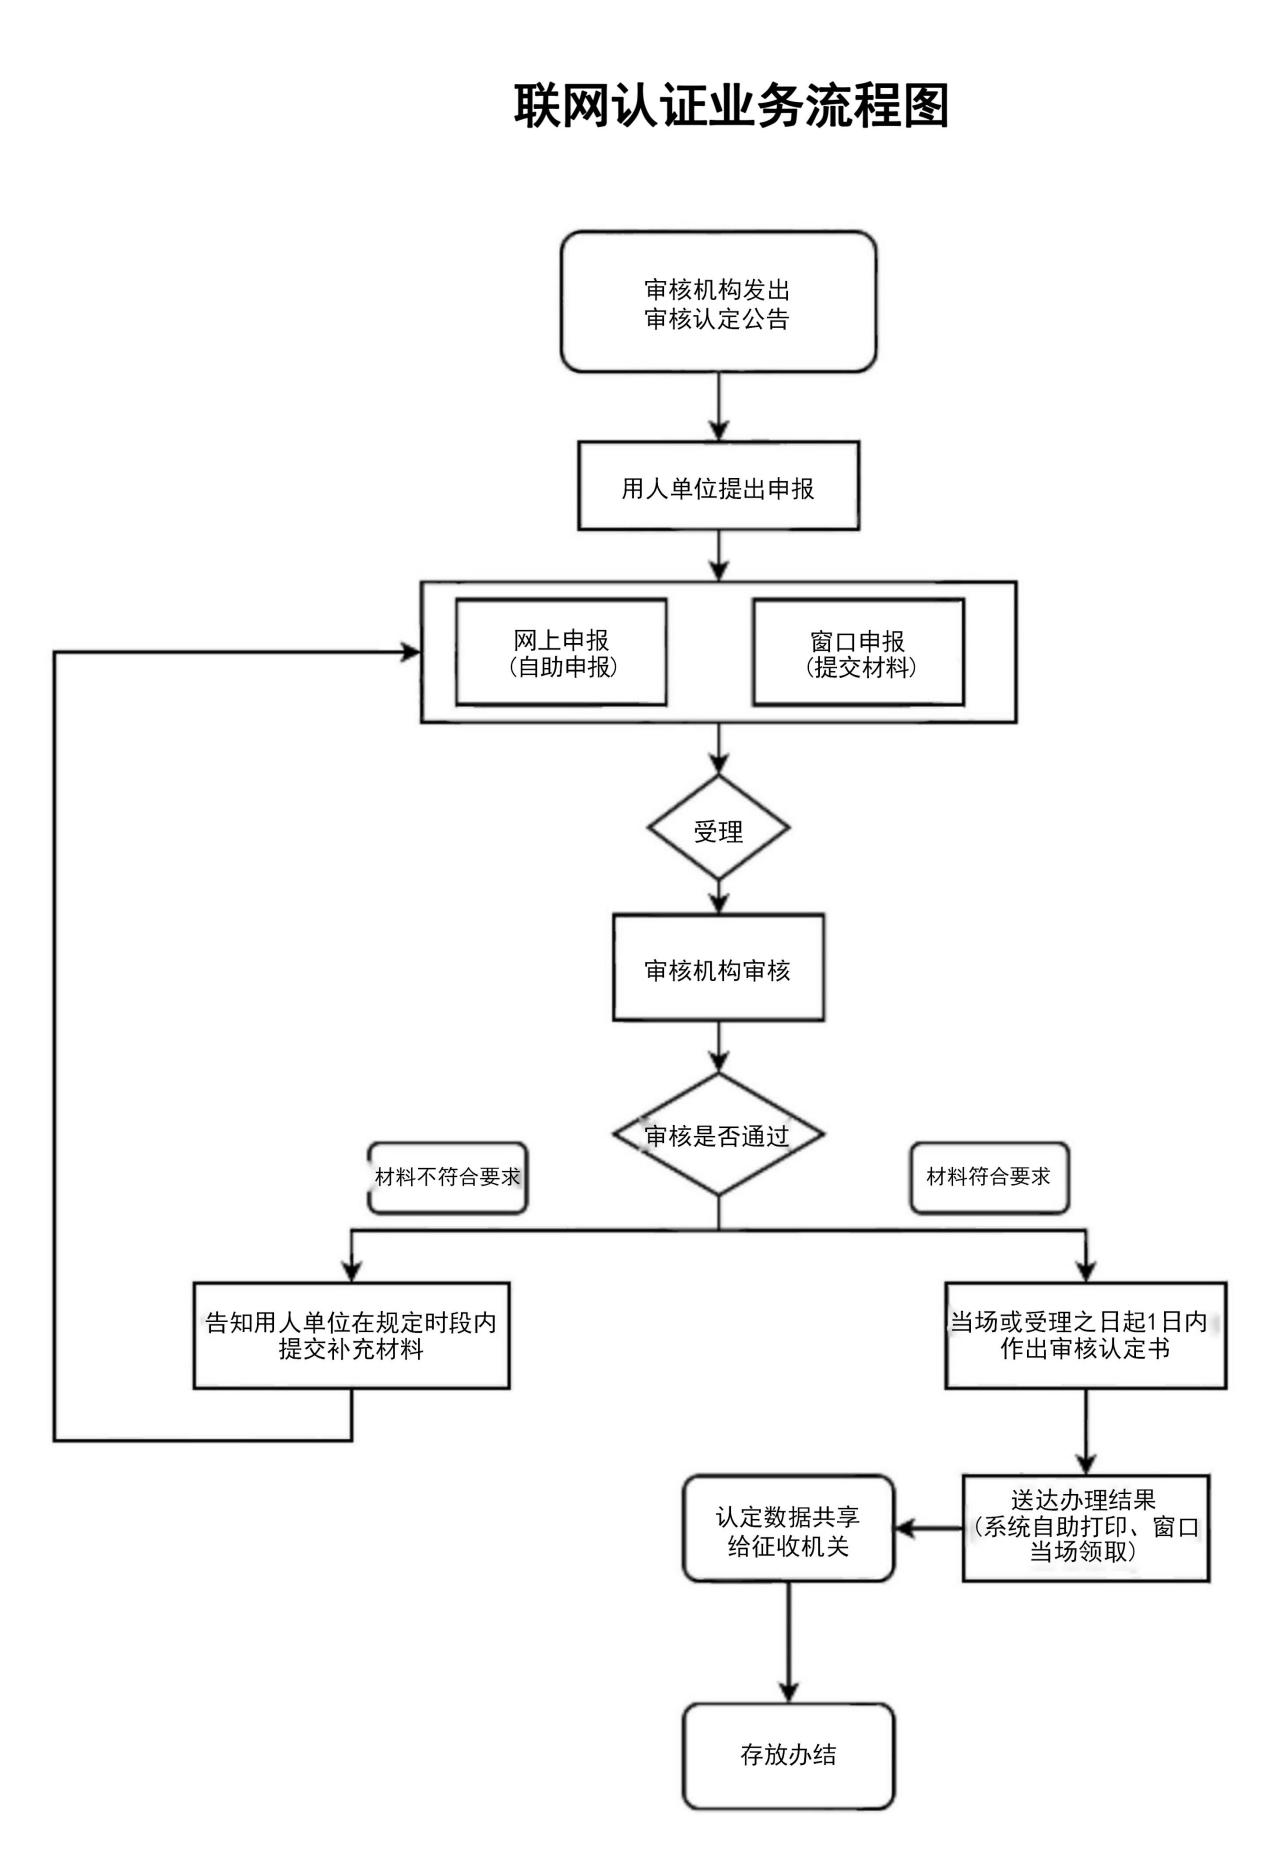 联网认证业务流程图
审核机构发出
审核认定公告
用人单位提出申报
网上申报
(自助申报)
窗口申报
(提交材料)
受理
审核机构审核
审核是否通过
材料不符合要求
材料符合要求
告知用人单位在规定时段内
提交补充材料
当场或受理之日起1日内
作出审核认定书
送达办理结果
(系统自助打印、窗口
当场领取)
认定数据共享
给征收机关
存放办结